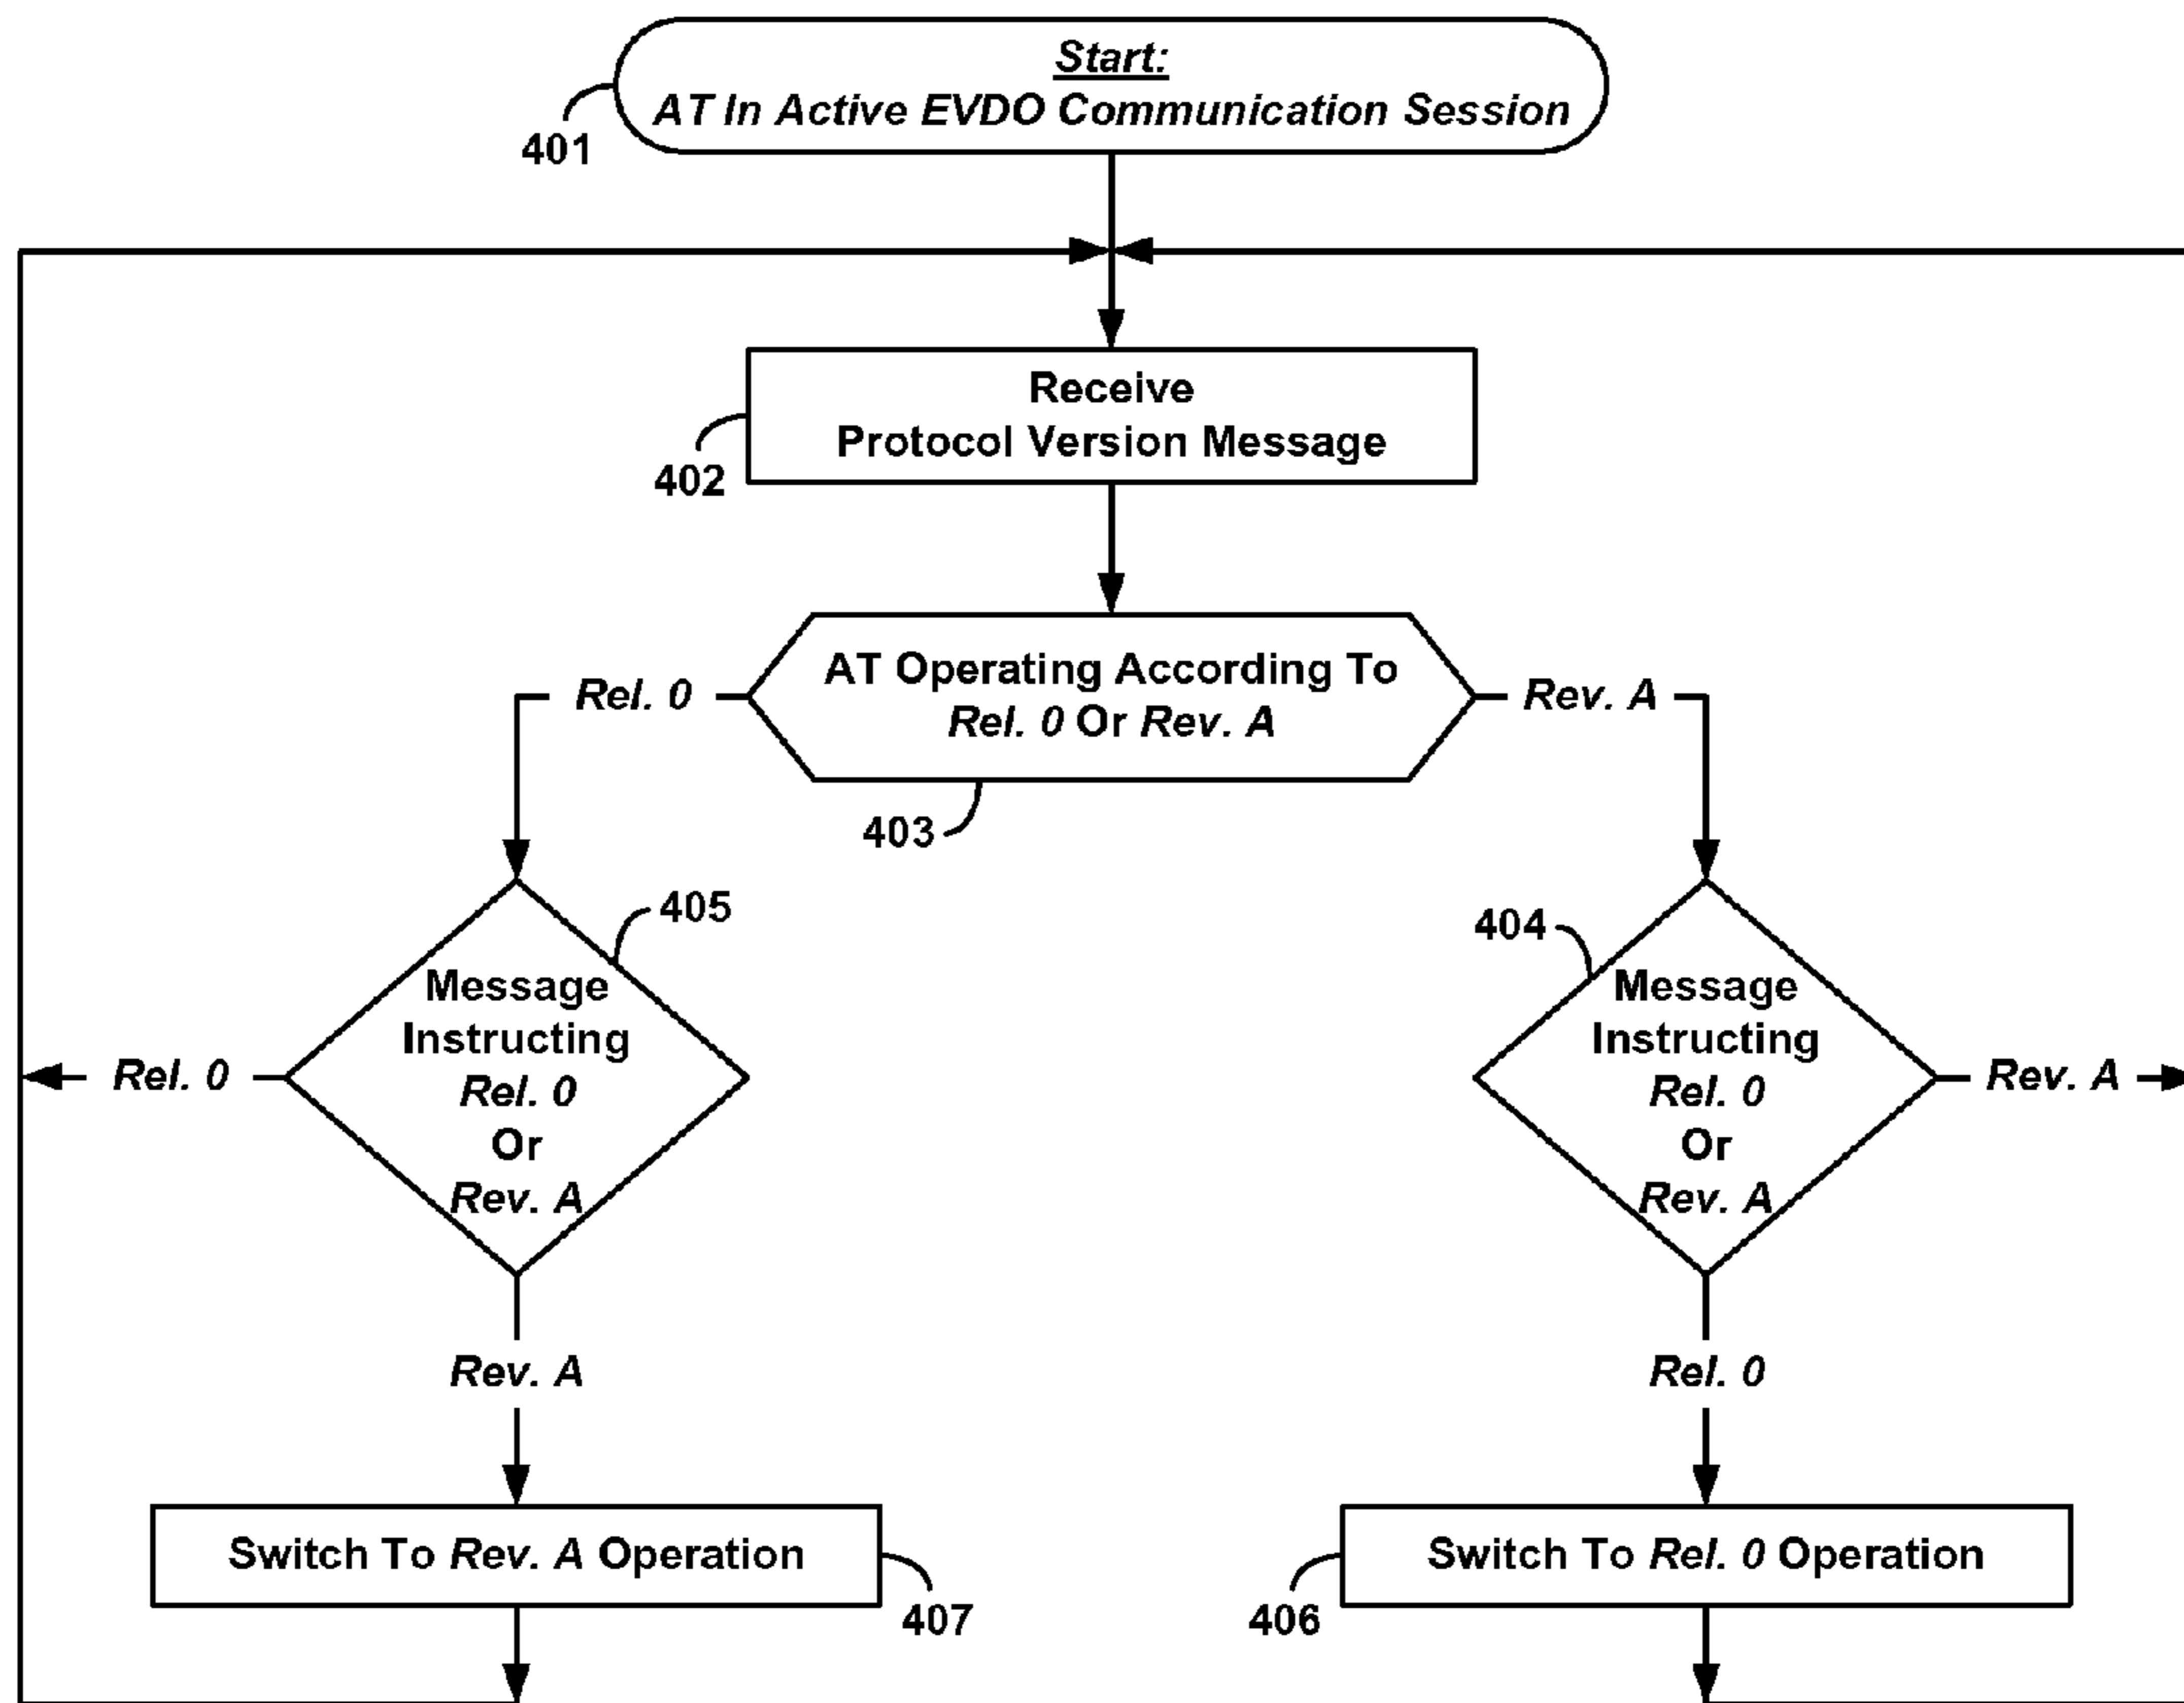 Start:
AT In Active EVDO Communication Session
401
Receive
Protocol Version Message
402
AT Operating According To
Rel. 0 Or Rev. A
Rel. 0
Rev. A
403
405
404
Message
Instructing
Rel. 0
Or
Rev. A
Rel. 0
Message
Instructing
Rel. 0
Or
Rev. A
Rev. A
Rev. A
Rel. 0
Switch To Rev. A Operation
407
Switch To Rel. 0 Operation
406